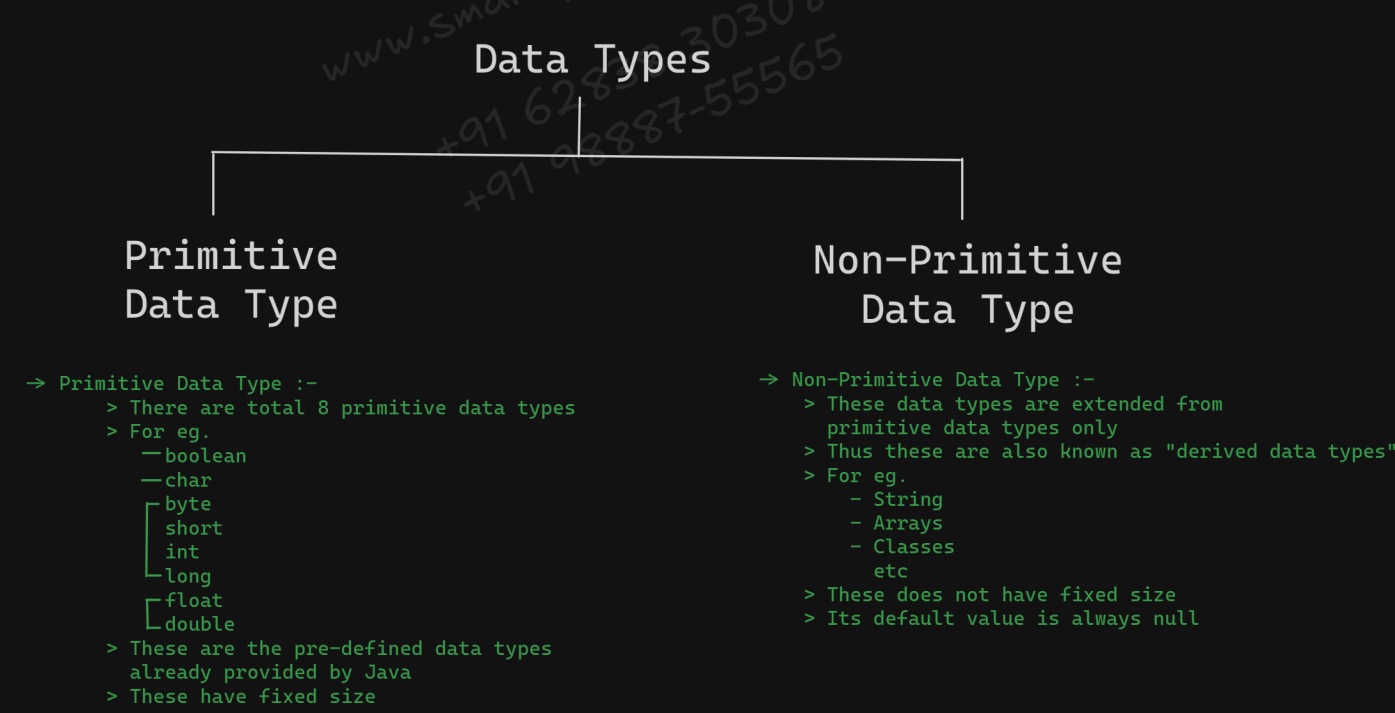 Data Types
+91 98887-55565
Primitive
Data Type
Non-Primitive
Data Type
→ Primitive Data Type :-
> There are total 8 primitive data types
> For eg.
boolean
char
byte
short
int
long
float
double
> These are the pre-defined data types
already provided by Java
> These have fixed size
→ Non-Primitive Data Type :-
> These data types are extended from
primitive data types only
> Thus these are also known as "derived data types"
> For eg.
- String
- Arrays
- Classes
etc
> These does not have fixed size
> Its default value is always null